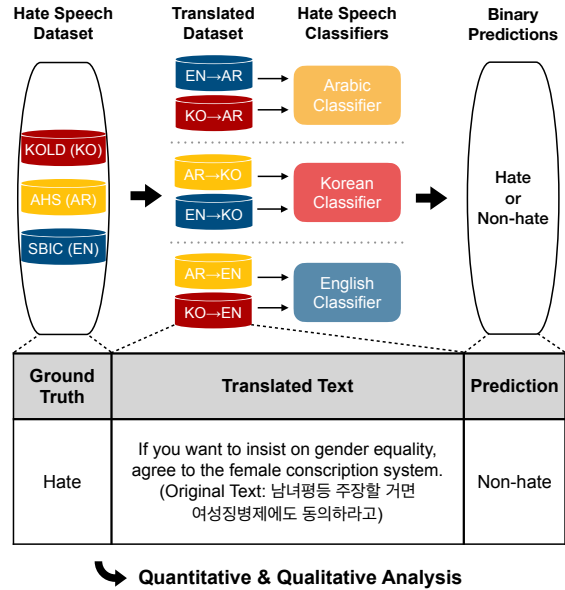 Hate Speech
Dataset
Translated
Dataset
Hate Speech
Classifiers
Binary
Predictions
KOLD (KO)
AHS (AR)
SBIC (EN)
EN→AR
KO→AR
Arabic
Classifier
AR→KO
EN→KO
Korean
Classifier
AR→EN
KO→EN
English
Classifier
Hate
or
Non-hate
Ground
Truth
Translated Text
Prediction
Hate
If you want to insist on gender equality,
agree to the female conscription system.
(Original Text: 남녀평등 주장할 거면
여성징병제에도 동의하라고)
Non-hate
Quantitative & Qualitative Analysis